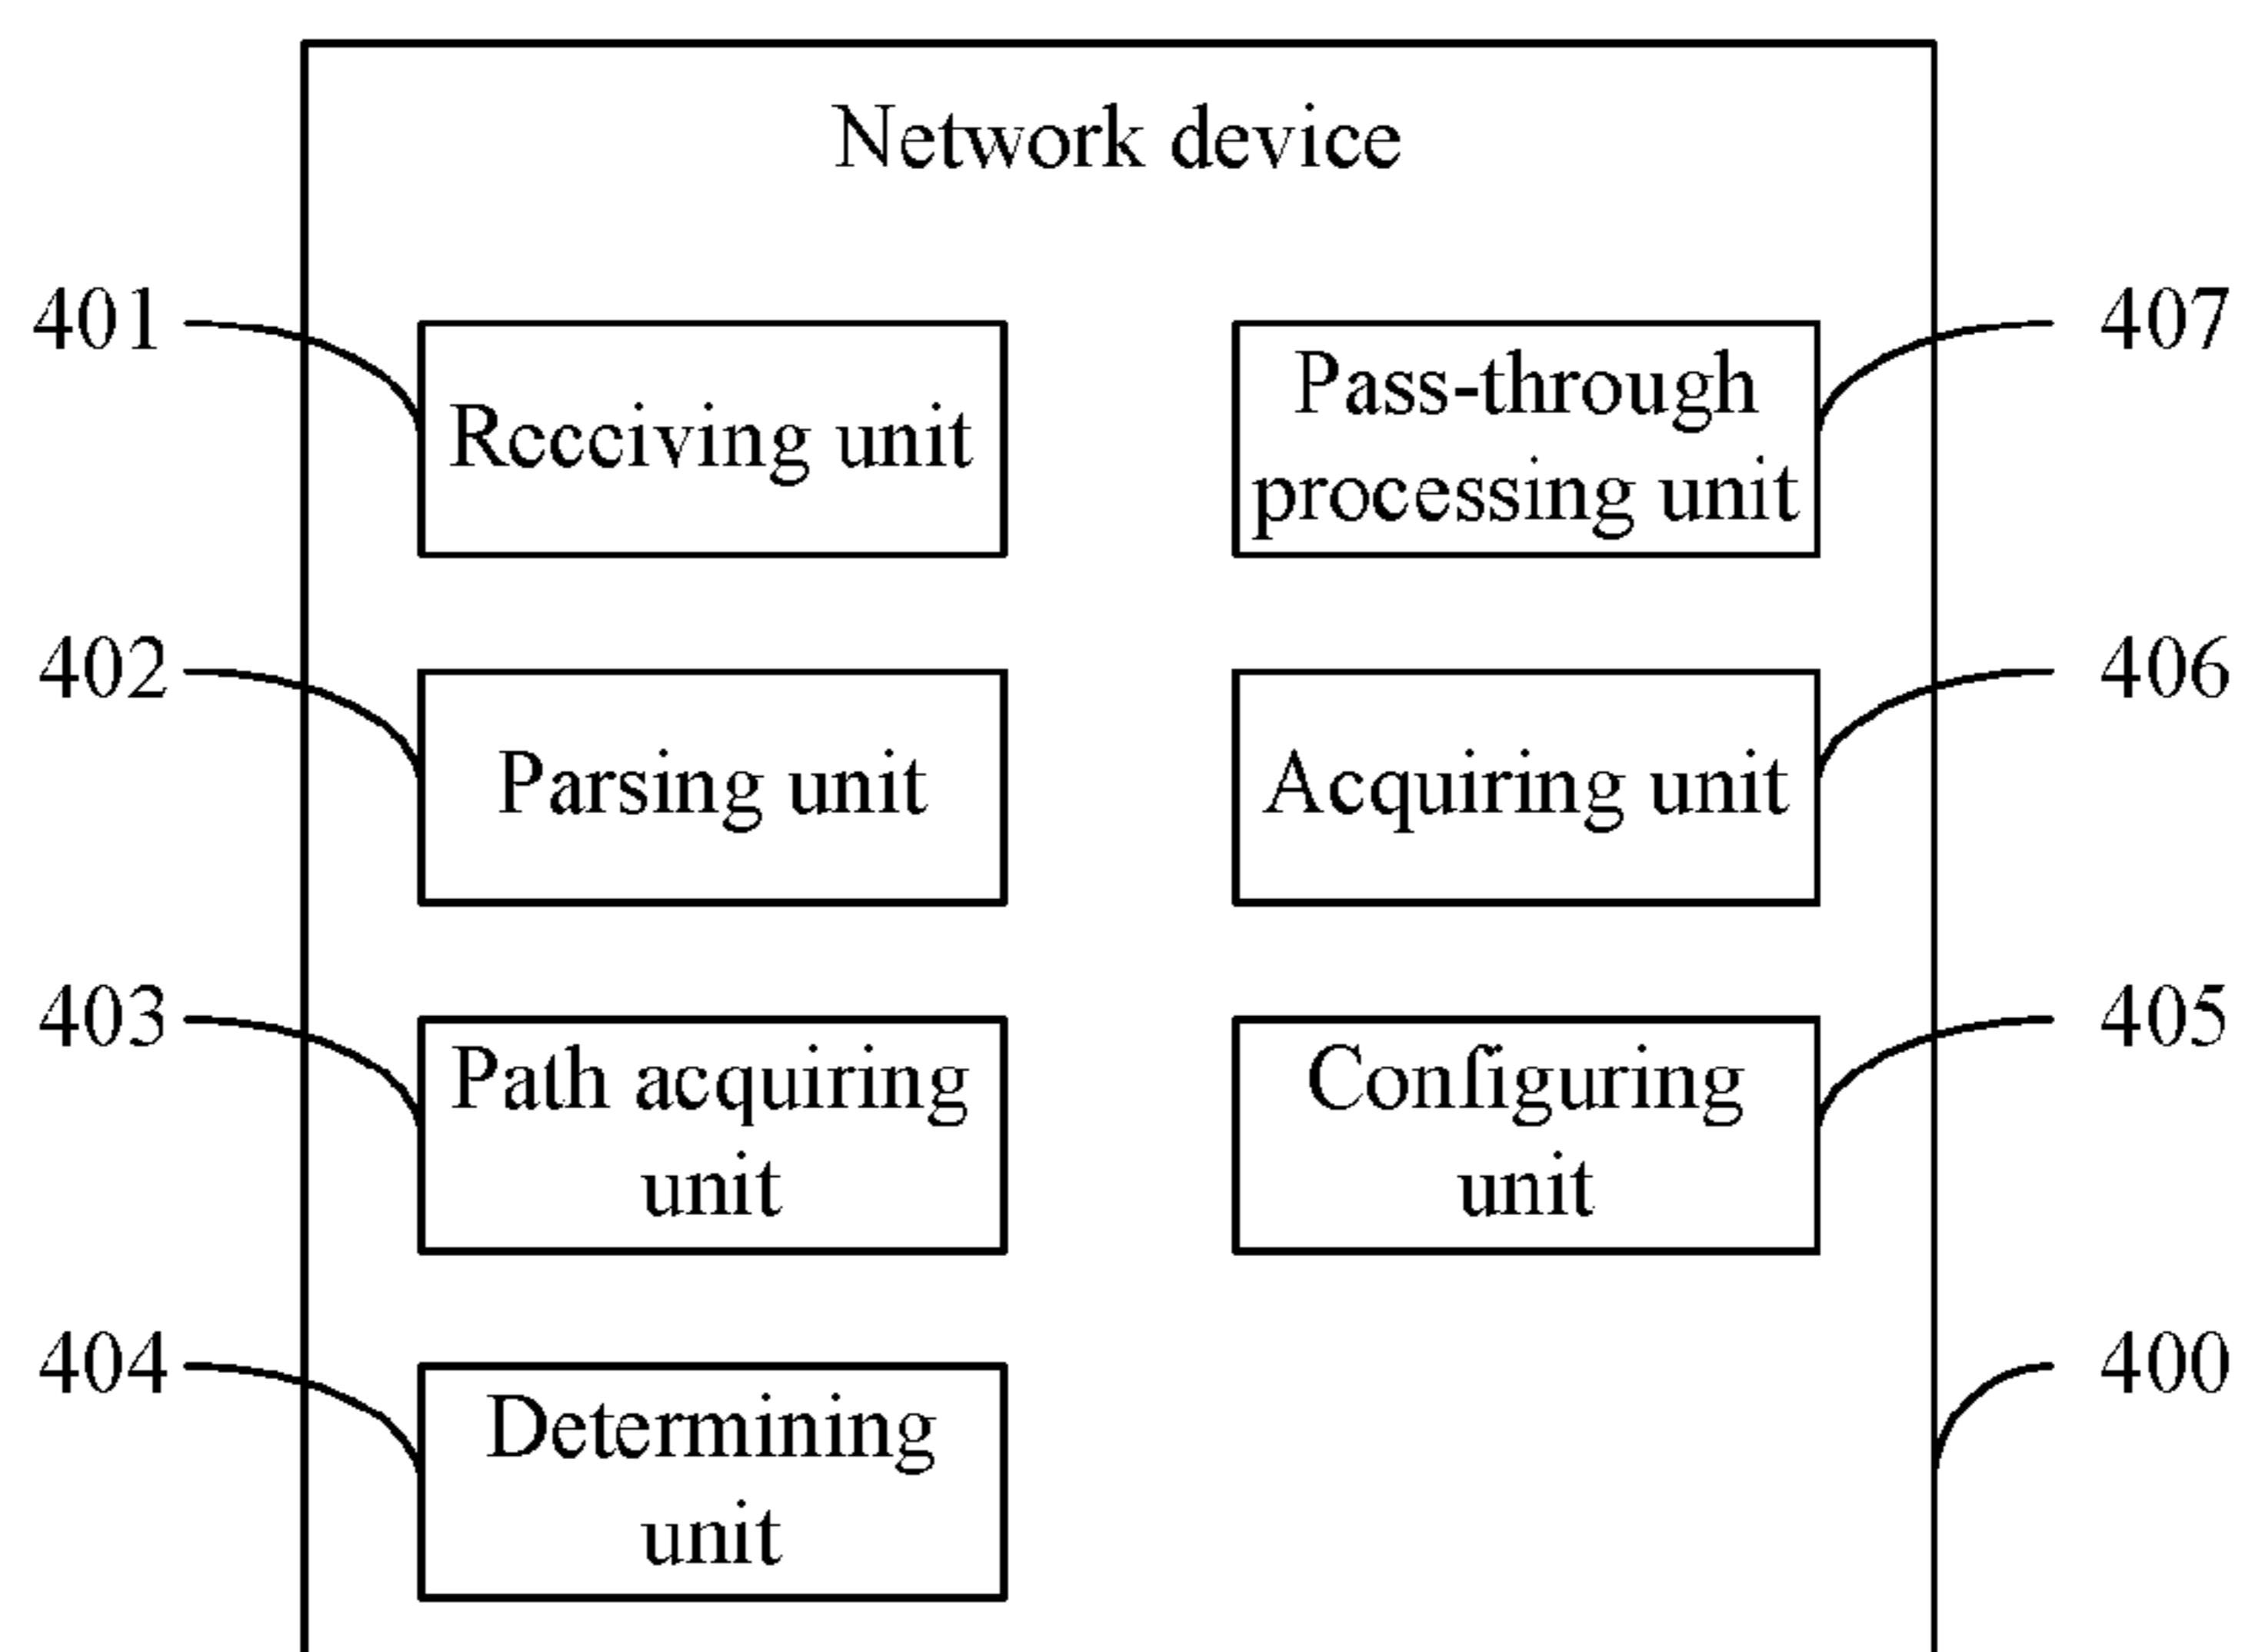 Network device
401
Receiving unit
Pass-through
processing unit
407
402
Parsing unit
Acquiring unit
406
403
Path acquiring
unit
Configuring
unit
405
404
Determining
unit
400